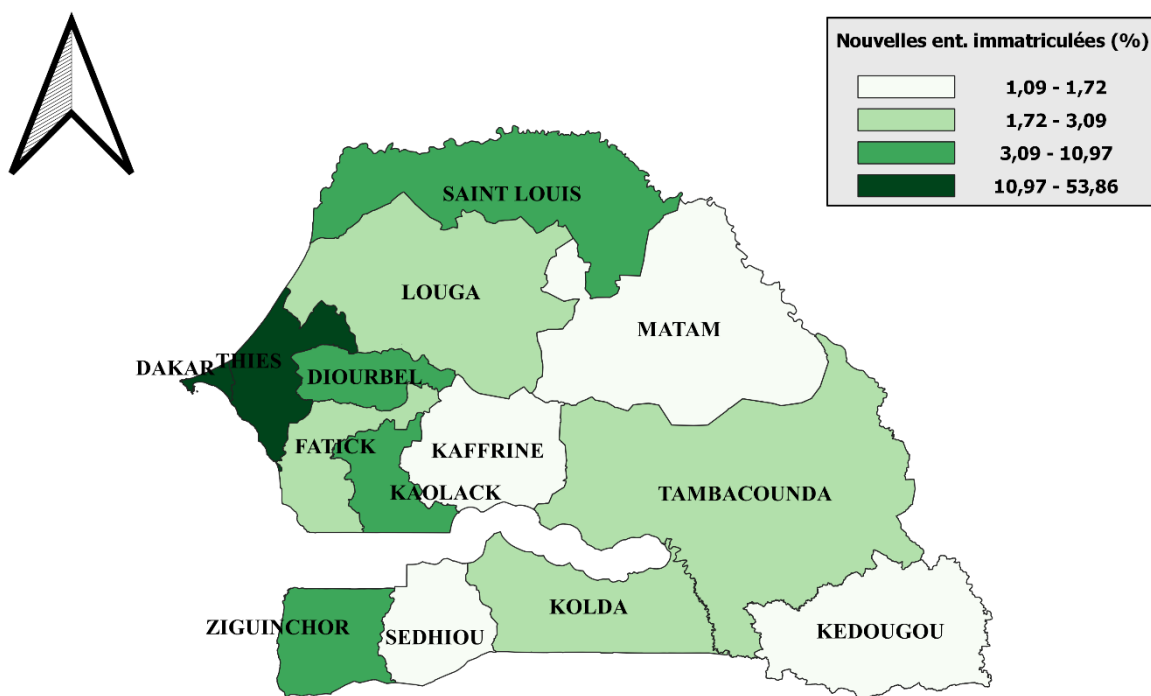 Nouvelles ent. immatriculées (%)
1,09 - 1,72
1,72 - 3,09
3,09 - 10,97
10,97 - 53,86
SAINT LOUIS
LOUGA
MATAM
DAKAR
THIES
DIOURBEL
FATICK
KAFFRINE
KAOLACK
TAMBACOUNDA
KOLDA
ZIGUINCHOR
SEDHIOU
KEDOUGOU